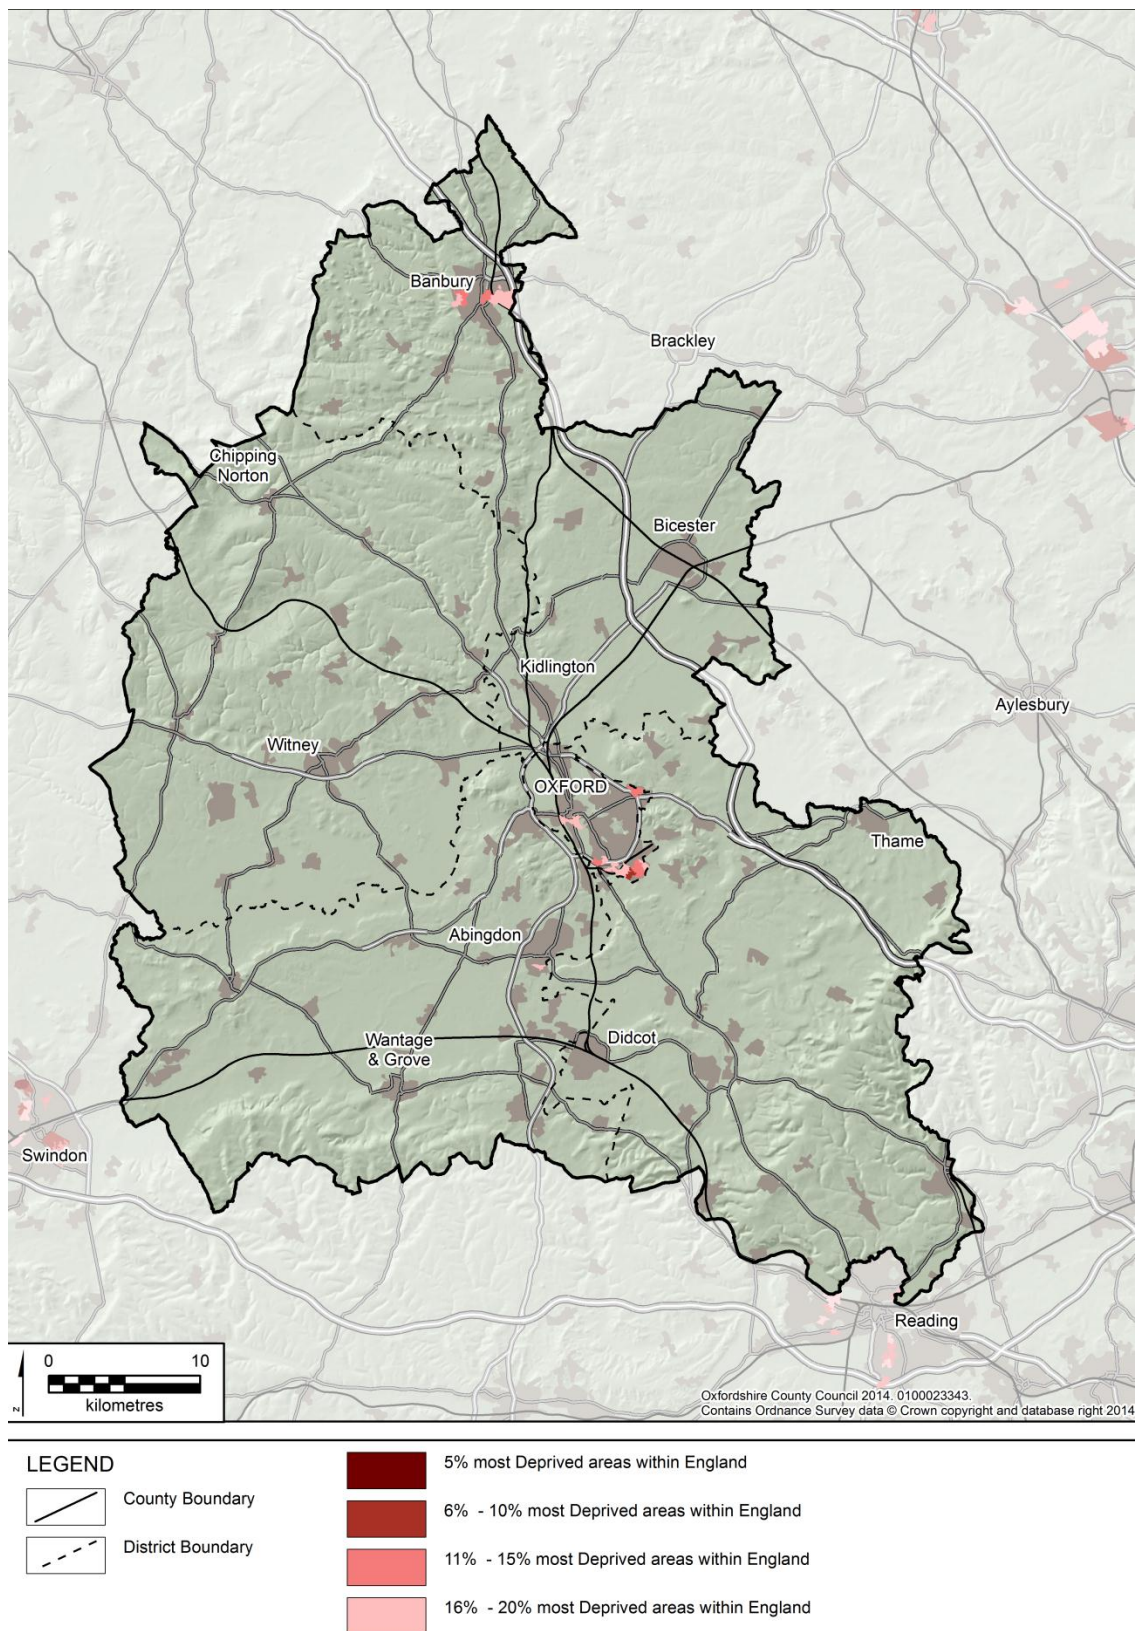 Banbury
Brackley
Chipping
Norton
Bicester
Kidlington
Aylesbury
Witney
OXFORD
Thame
Abingdon
Wantage
& Grove
Didcot
Swindon
Reading
0 10
kilometres
z
Oxfordshire County Council 2014. 0100023343.
Contains Ordnance Survey data © Crown copyright and database right 2014
LEGEND
County Boundary
District Boundary
5% most Deprived areas within England
6% - 10% most Deprived areas within England
11% - 15% most Deprived areas within England
16% - 20% most Deprived areas within England